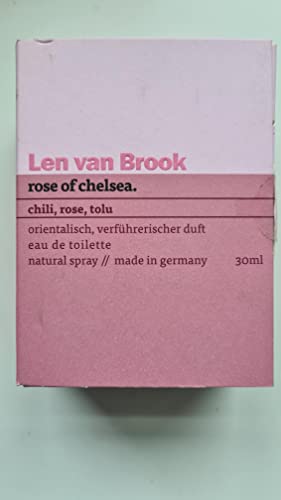 Len van Brook
rose of chelsea.
chili, rose, tolu
orientalisch, verführerischer duft
eau de toilette
natural spray // made in germany 30ml